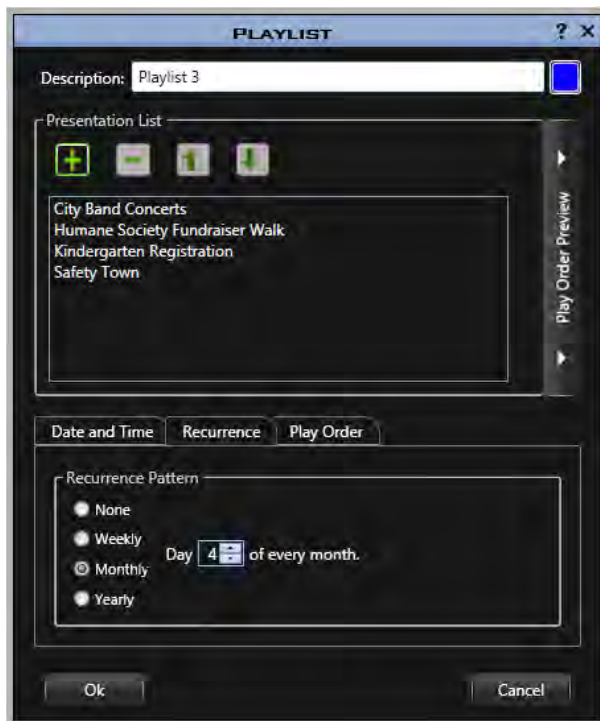 PLAYLIST ? ×
Description: Playlist 3
Presentation List
City Band Concerts
Humane Society Fundraiser Walk
Kindergarten Registration
Safety Town
Play Order Preview
Date and Time Recurrence Play Order
Recurrence Pattern
None
Weekly
Day 4 of every month.
Monthly
Yearly
Ok Cancel